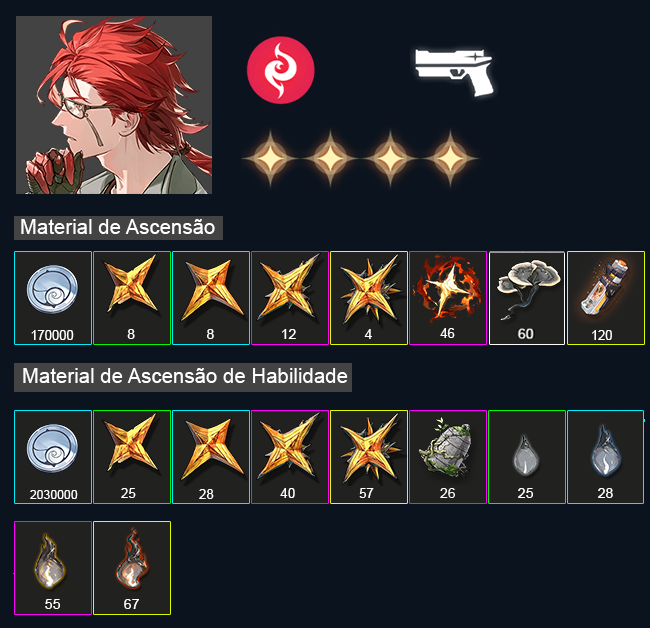 Material de Ascensão
170000 8 8 12 4 46 60 120
Material de Ascensão de Habilidade
2030000 25 28 40 57 26 25 28
55 67